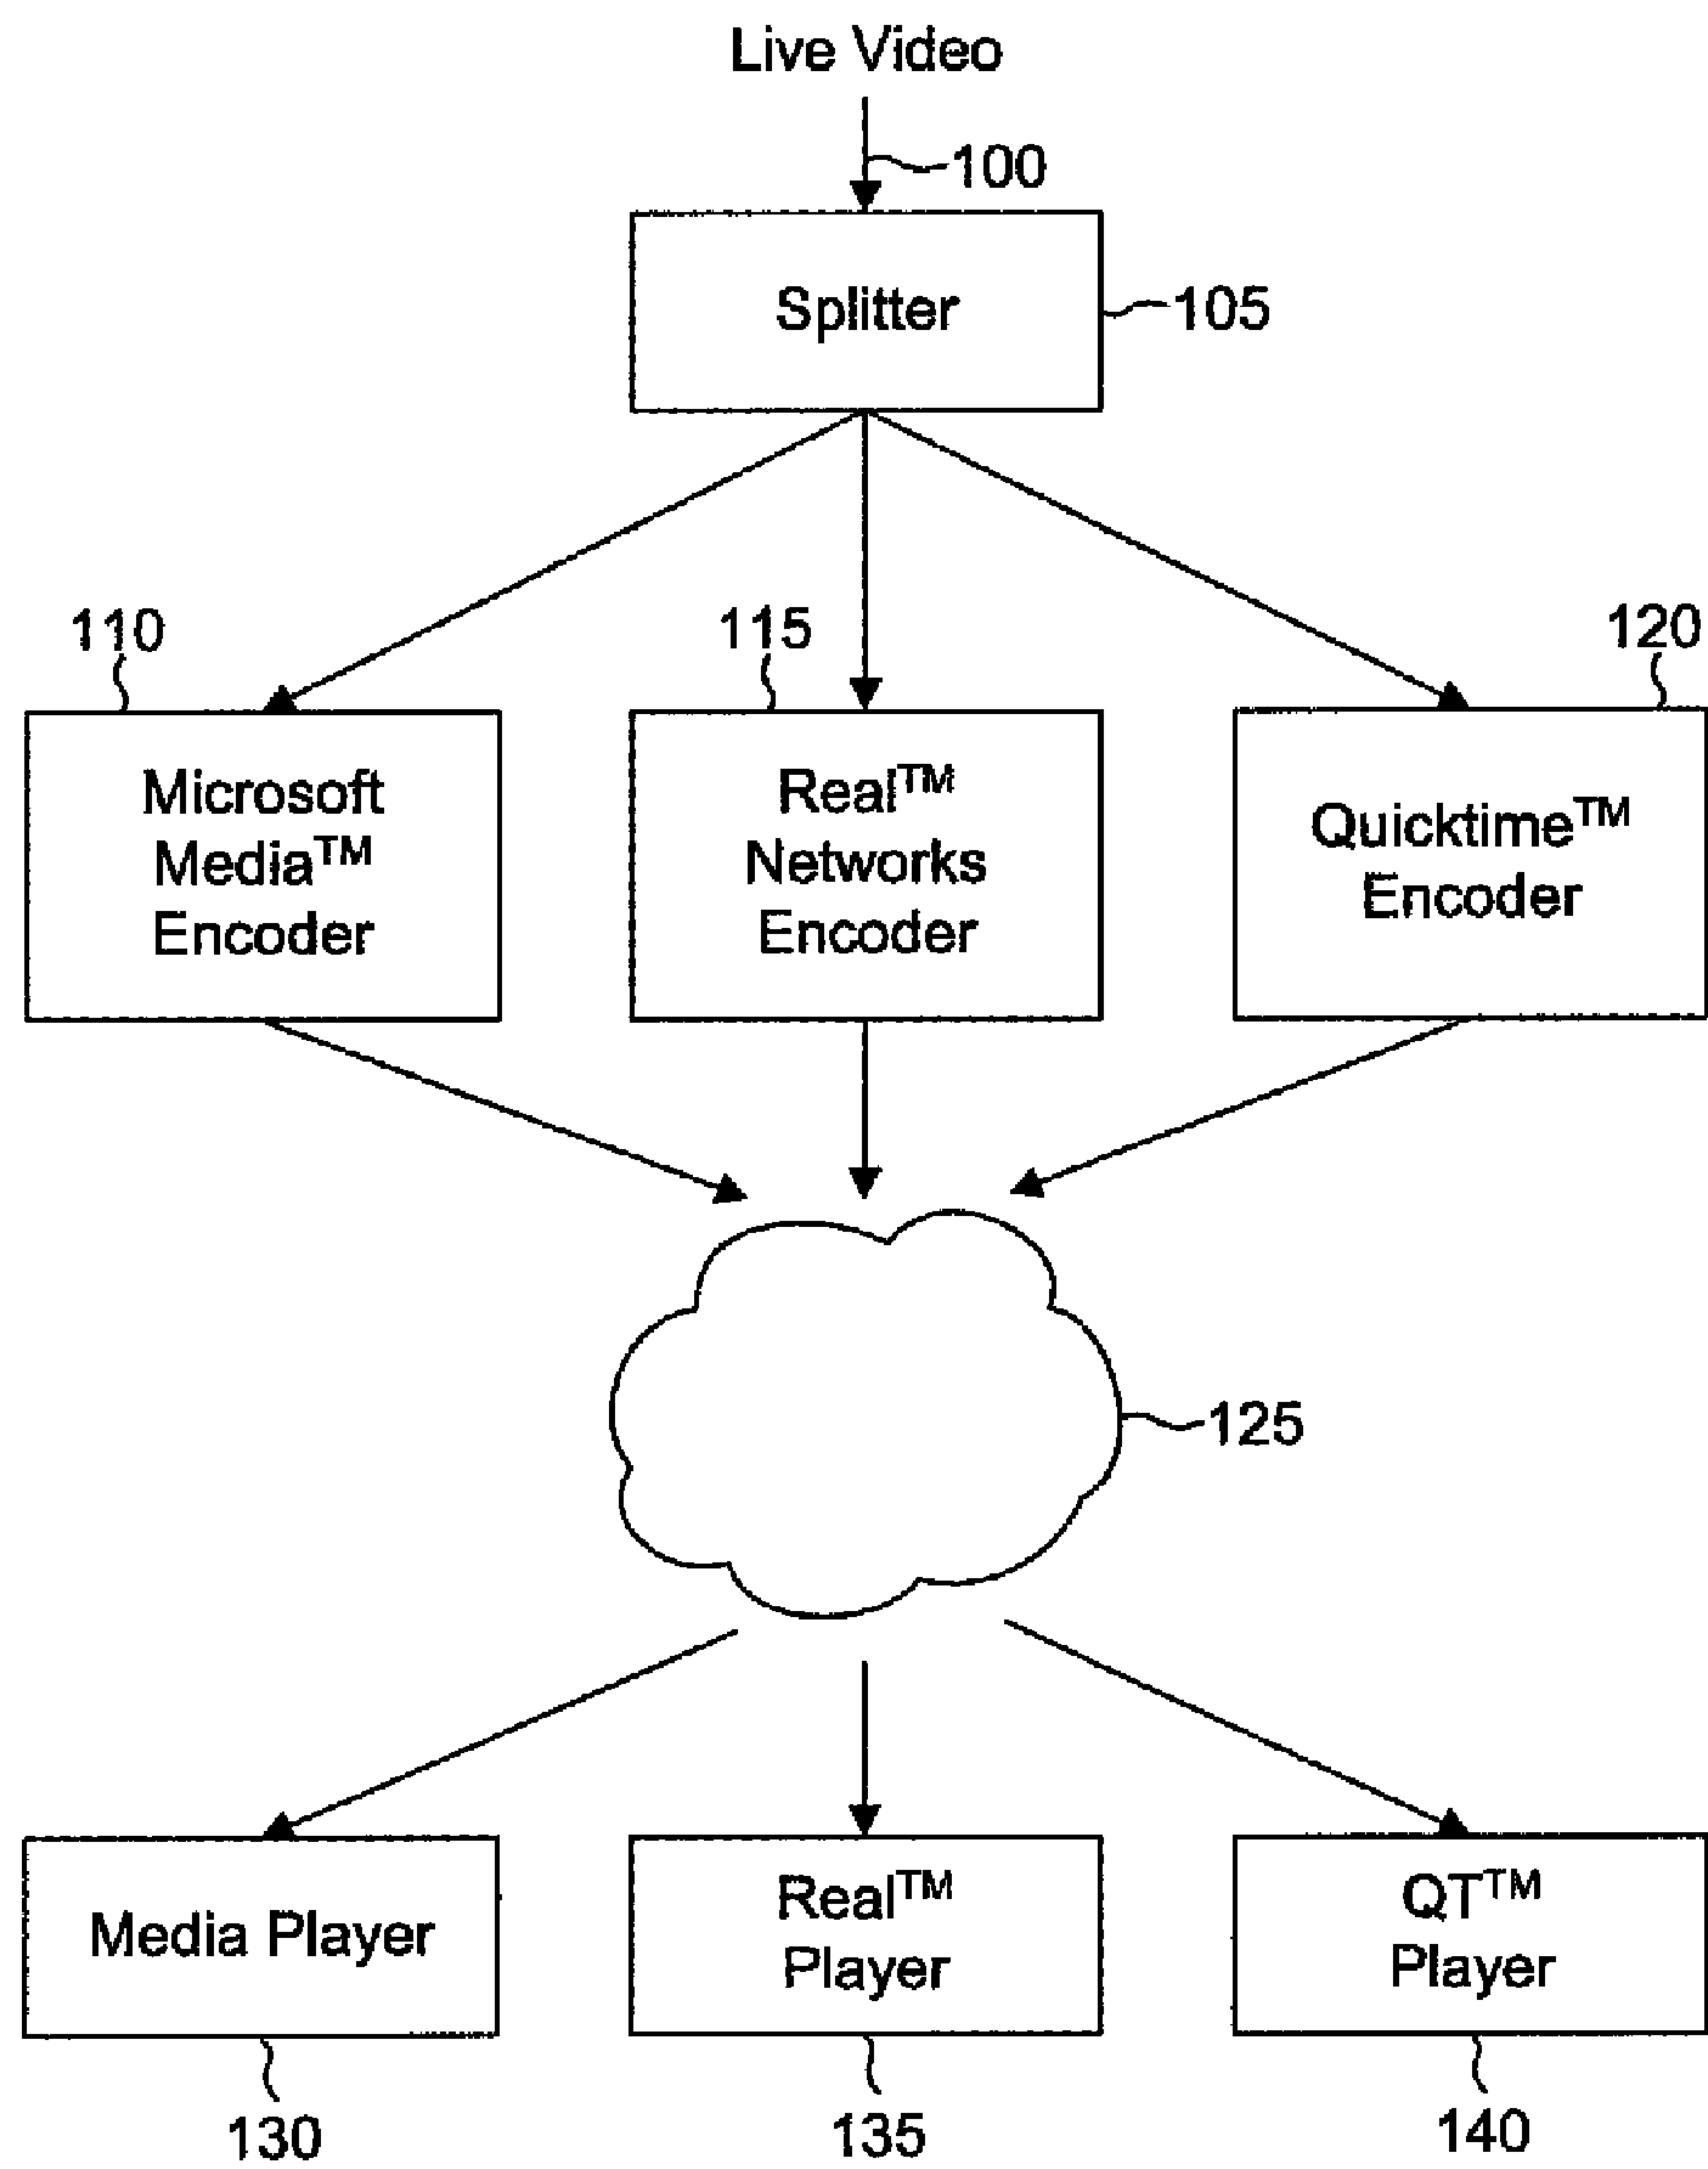 Live Video
100
Splitter
105
110
115
120
Microsoft
Media™
Encoder
Real™
Networks
Encoder
Quicktime™
Encoder
125
Media Player
Real™
Player
QT™
Player
130
135
140